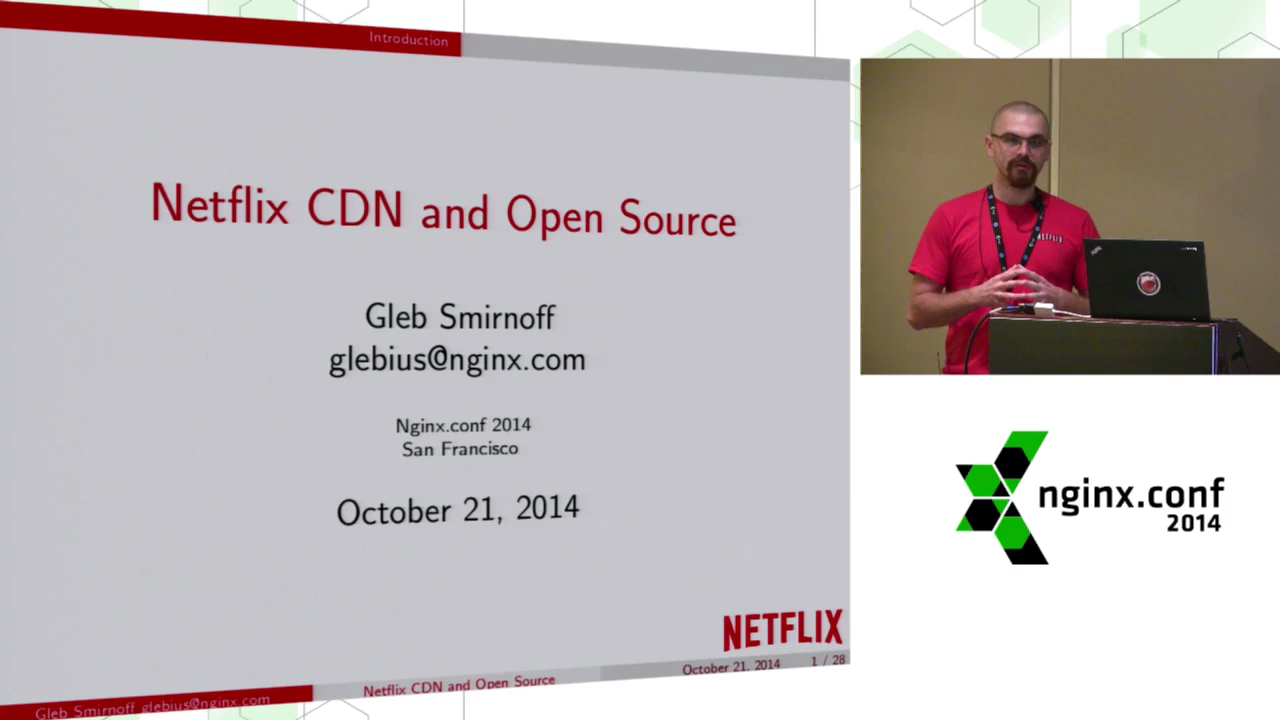 Introduction
Netflix CDN and Open Source
Gleb Smirnoff
glebius@nginx.com
Nginx.conf 2014
San Francisco
October 21, 2014
NETFLIX
Gleb Smirnoff glebius@nginx.com
Netflix CDN and Open Source
October 21, 2014
1 / 28
NETFLIX
nginx.conf
2014